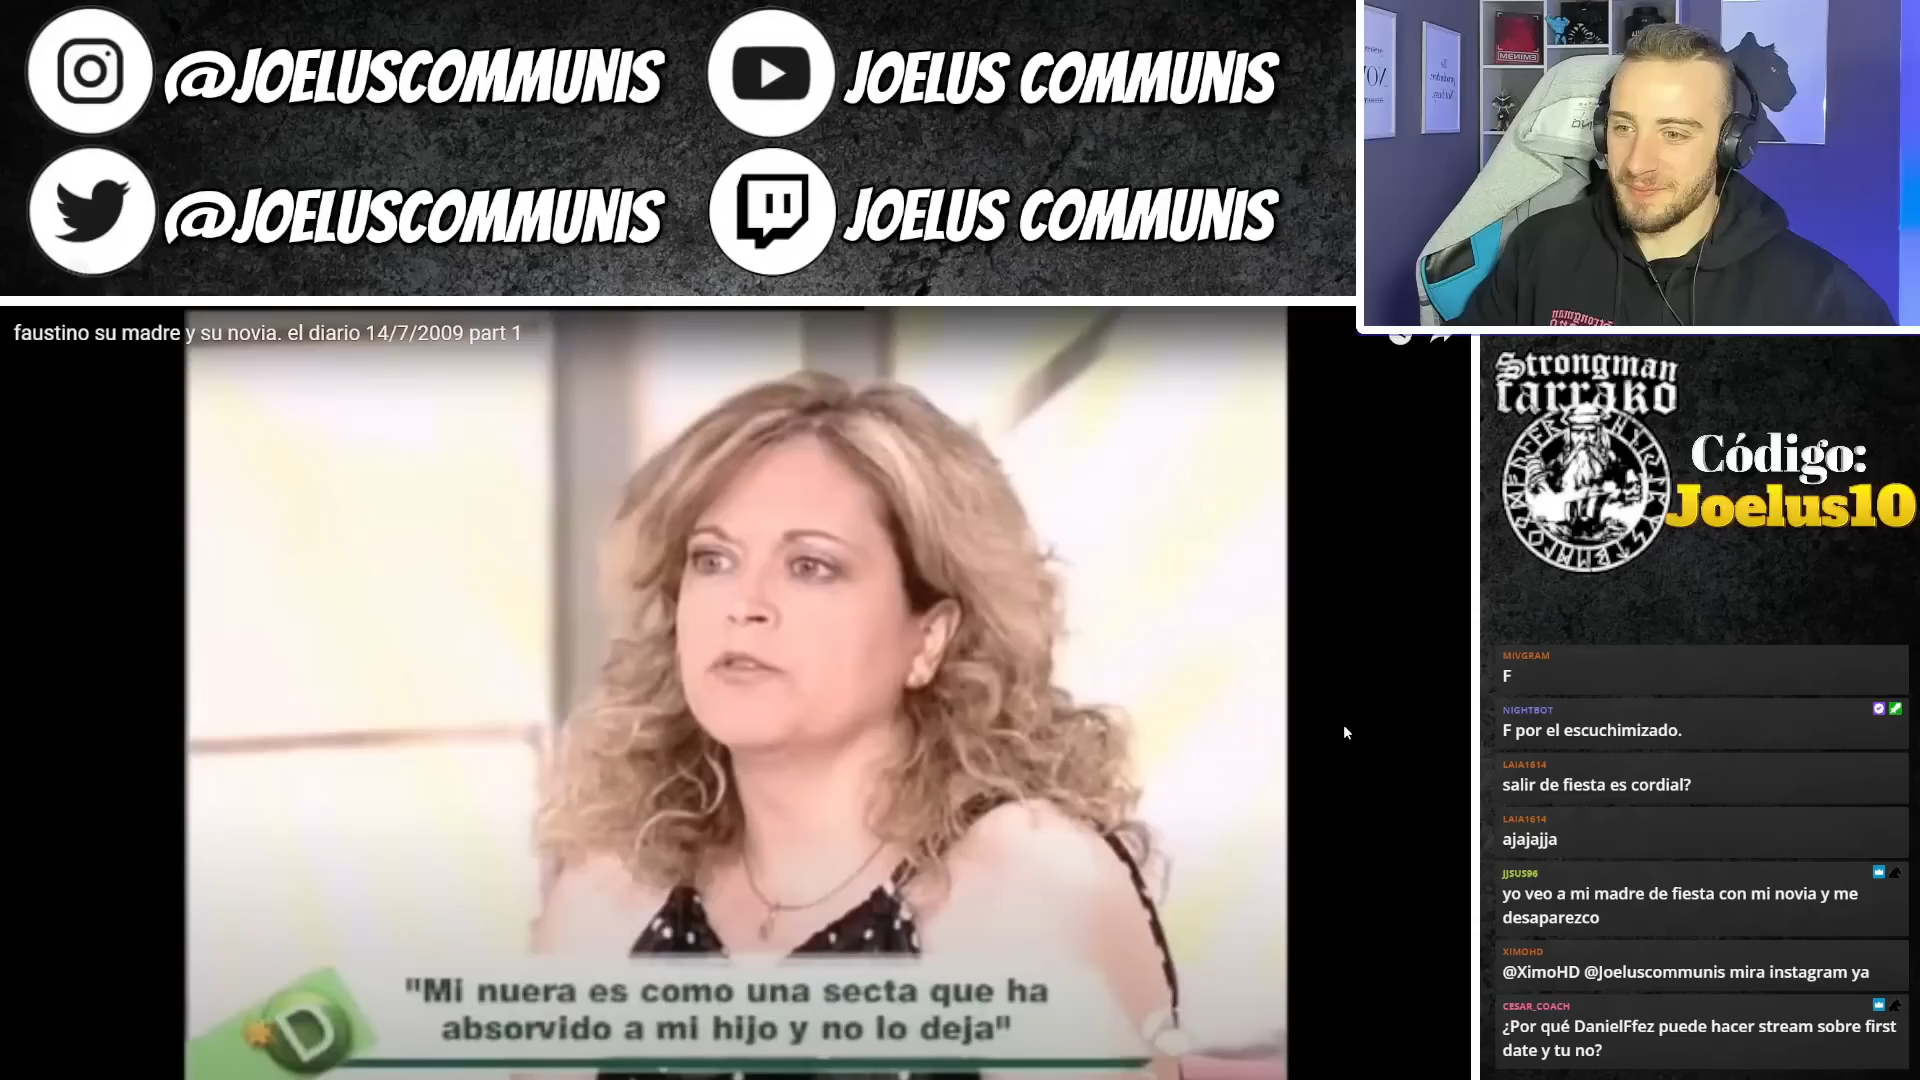 @JOELUSCOMMUNIS
JOELUS COMMUNIS
@JOELUSCOMMUNIS
JOELUS COMMUNIS
faustino su madre y su novia. el diario 14/7/2009 part 1
"Mi nuera es como una secta que ha
absorvido a mi hijo y no lo deja"
D
Strongman
tarrako
Código:
Joelus10
MIVGRAM
F
NIGHTBOT
F por el escuchimizado.
LAIA1614
salir de fiesta es cordial?
LAIA1614
ajajajja
JJSUS96
yo veo a mi madre de fiesta con mi novia y me
desaparezco
XIMOHD
@XimoHD @Joeluscommunis mira instagram ya
CESAR_COACH
¿Por qué DanielFfez puede hacer stream sobre first
date y tu no?